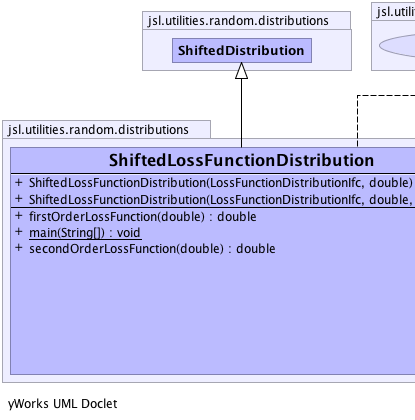 jsl.utilities.random.distributions
jsl.uti
ShiftedDistribution
jsl.utilities.random.distributions
ShiftedLossFunctionDistribution
+ ShiftedLossFunctionDistribution(LossFunctionDistributionIfc, double)
+ ShiftedLossFunctionDistribution(LossFunctionDistributionIfc, double,
+ firstOrderLossFunction(double) : double
+ main(String[]) : void
+ secondOrderLossFunction(double) : double
yWorks UML Doclet